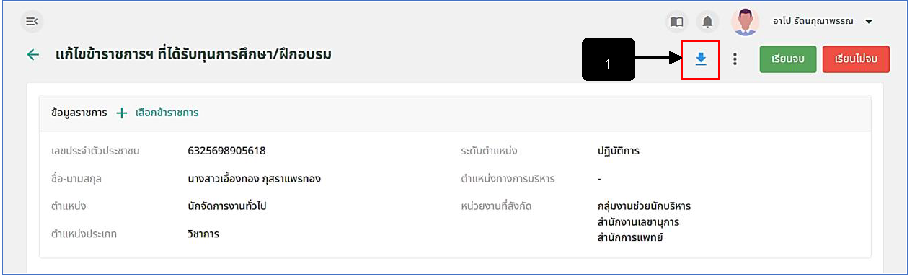 อาโป รัตนคุณาพรรณ
แก้ไขข้าราชการฯ ที่ได้รับทุนการศึกษา/ฝึกอบรม
1
เรียนจบ
เรียนไม่จบ
ข้อมูลราชการ
เลือกข้าราชการ
เลขประจำตัวประชาชน 6325698905618
ระดับตำแหน่ง ปฏิบัติการ
ชื่อ-นามสกุล นางสาวเอื้องทอง กุสราแพรทอง
ตำแหน่งทางการบริหาร -
ตำแหน่ง นักจัดการงานทั่วไป
หน่วยงานที่สังกัด กลุ่มงานช่วยนักบริหาร
สำนักงานเลขานุการ
สำนักการแพทย์
ตำแหน่งประเภท วิชาการ